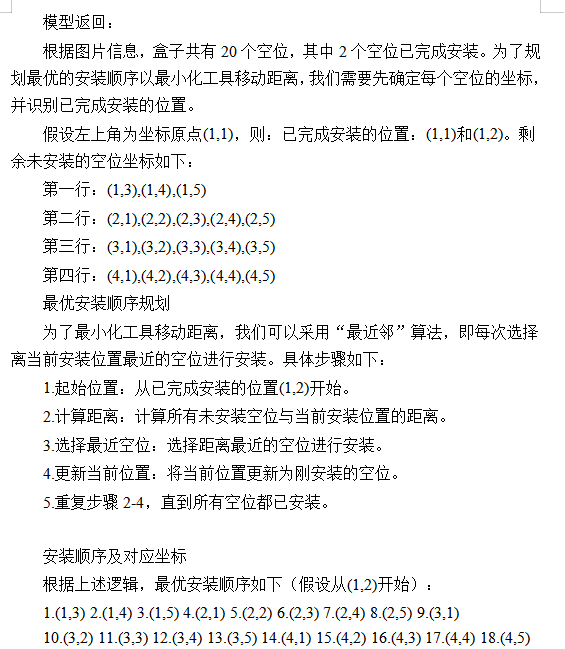 模型返回：
根据图片信息，盒子共有 20 个空位，其中 2 个空位已完成安装。为了规
划最优的安装顺序以最小化工具移动距离，我们需要先确定每个空位的坐标，
并识别已完成安装的位置。
假设左上角为坐标原点(1,1)，则：已完成安装的位置：(1,1)和(1,2)。剩
余未安装的空位坐标如下：
第一行：(1,3),(1,4),(1,5)
第二行：(2,1),(2,2),(2,3),(2,4),(2,5)
第三行：(3,1),(3,2),(3,3),(3,4),(3,5)
第四行：(4,1),(4,2),(4,3),(4,4),(4,5)
最优安装顺序规划
为了最小化工具移动距离，我们可以采用“最近邻”算法，即每次选择
离当前安装位置最近的空位进行安装。具体步骤如下：
1.起始位置：从已完成安装的位置(1,2)开始。
2.计算距离：计算所有未安装空位与当前安装位置的距离。
3.选择最近空位：选择距离最近的空位进行安装。
4.更新当前位置：将当前位置更新为刚安装的空位。
5.重复步骤 2-4，直到所有空位都已安装。
安装顺序及对应坐标
根据上述逻辑，最优安装顺序如下（假设从(1,2)开始）：
1.(1,3) 2.(1,4) 3.(1,5) 4.(2,1) 5.(2,2) 6.(2,3) 7.(2,4) 8.(2,5) 9.(3,1)
10.(3,2) 11.(3,3) 12.(3,4) 13.(3,5) 14.(4,1) 15.(4,2) 16.(4,3) 17.(4,4) 18.(4,5)